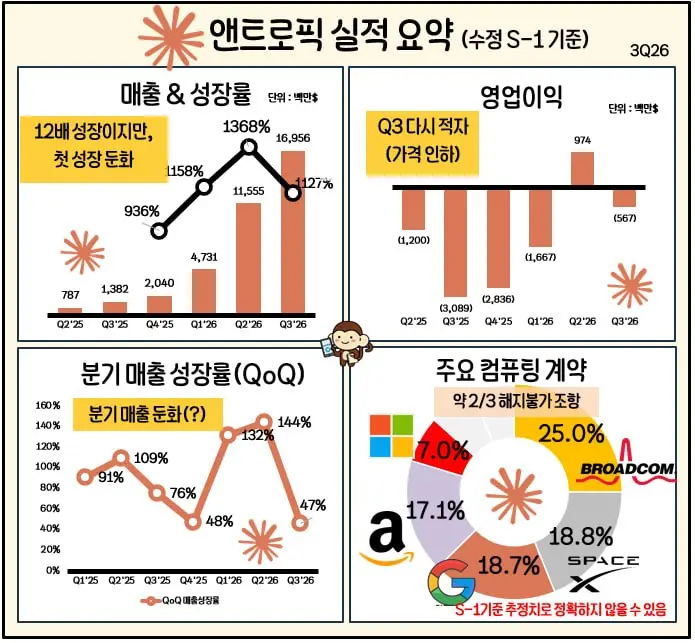 앤트로픽 실적 요약 (수정 S-1 기준)
3Q26
매출 & 성장률
단위 : 백만$
12배 성장이지만,
첫 성장 둔화
936%
1158%
1368%
1127%
787
1,382
2,040
4,731
11,555
16,956
Q2'25 Q3'25 Q4'25 Q1'26 Q2'26 Q3'26
영업이익
단위 : 백만$
Q3 다시 적자
(가격 인하)
974
(1,200)
(3,089)
(2,836)
(1,667)
(567)
Q2'25 Q3'25 Q4'25 Q1'26 Q2'26 Q3'26
분기 매출 성장률(QoQ)
분기 매출 둔화(?)
160%
140%
120%
100%
80%
60%
40%
20%
0%
91%
109%
76%
48%
132%
144%
47%
Q1'25 Q2'25 Q3'25 Q4'25 Q1'26 Q2'26 Q3'26
QoQ 매출성장률
주요 컴퓨팅 계약
약 2/3 해지불가 조항
25.0%
BROADCOM
18.8%
SPACE X
18.7%
G
17.1%
a
7.0%
S-1기준 추정치로 정확하지 않을 수 있음